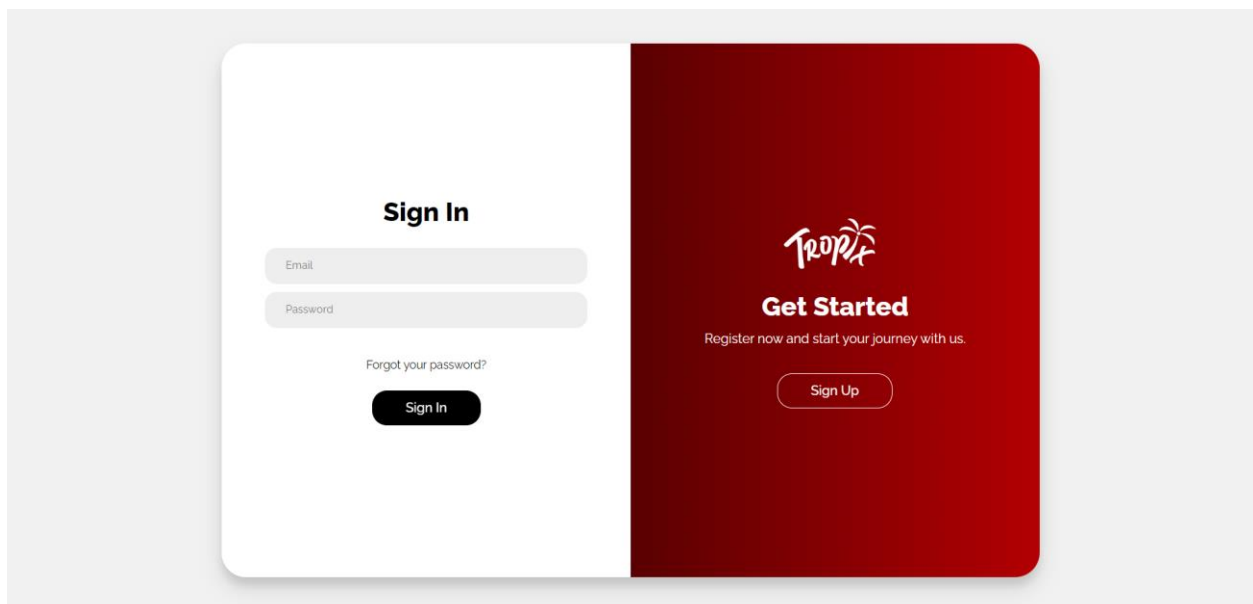 Sign In
Email
Password
Forgot your password?
Sign In
TROPIX
Get Started
Register now and start your journey with us.
Sign Up